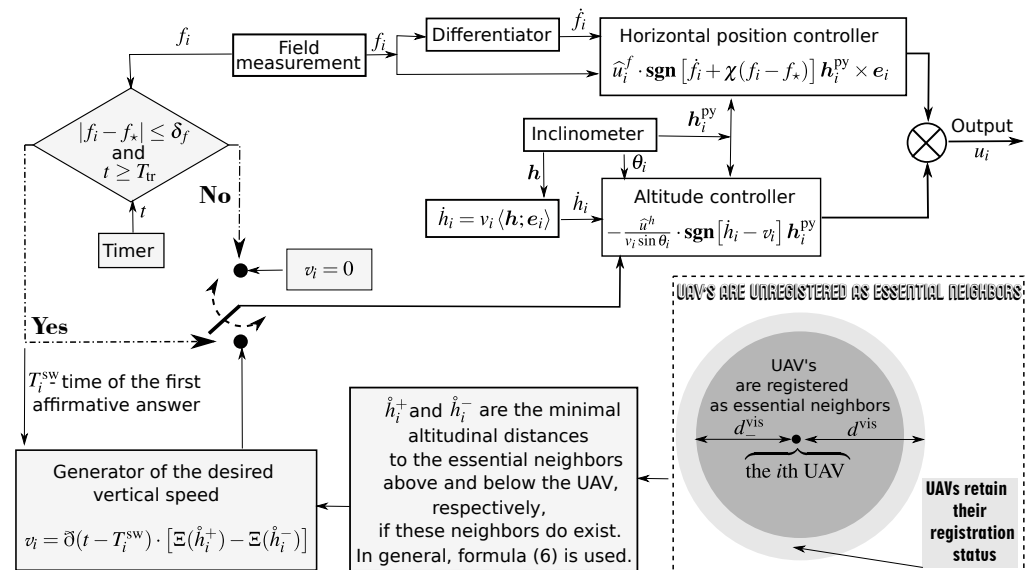 f_i
Field
measurement
f_i
Differentiator
ḟ_i
Horizontal position controller
û_i^f · sgn[ḟ_i + χ(f_i − f_⋆)] h_i^py × e_i
|f_i − f_⋆| ≤ δ_f
and
t ≥ T_tr
No
t
Timer
Inclinometer
h_i^py
h
θ_i
ḣ_i = v_i⟨h; e_i⟩
ḣ_i
Altitude controller
− û^h / (v_i sin θ_i) · sgn[ḣ_i − v_i] h_i^py
Output
u_i
v_i = 0
Yes
T_i^sw- time of the first
affirmative answer
Generator of the desired
vertical speed
v_i = ð(t − T_i^sw) · [Ξ(h̊_i^+) − Ξ(h̊_i^−)]
h̊_i^+ and h̊_i^− are the minimal
altitudinal distances
to the essential neighbors
above and below the UAV,
respectively,
if these neighbors do exist.
In general, formula (6) is used.
UAV'S ARE UNREGISTERED AS ESSENTIAL NEIGHBORS
UAV's
are registered
as essential neighbors
d_−^vis
d^vis
the ith UAV
UAVs retain
their
registration
status